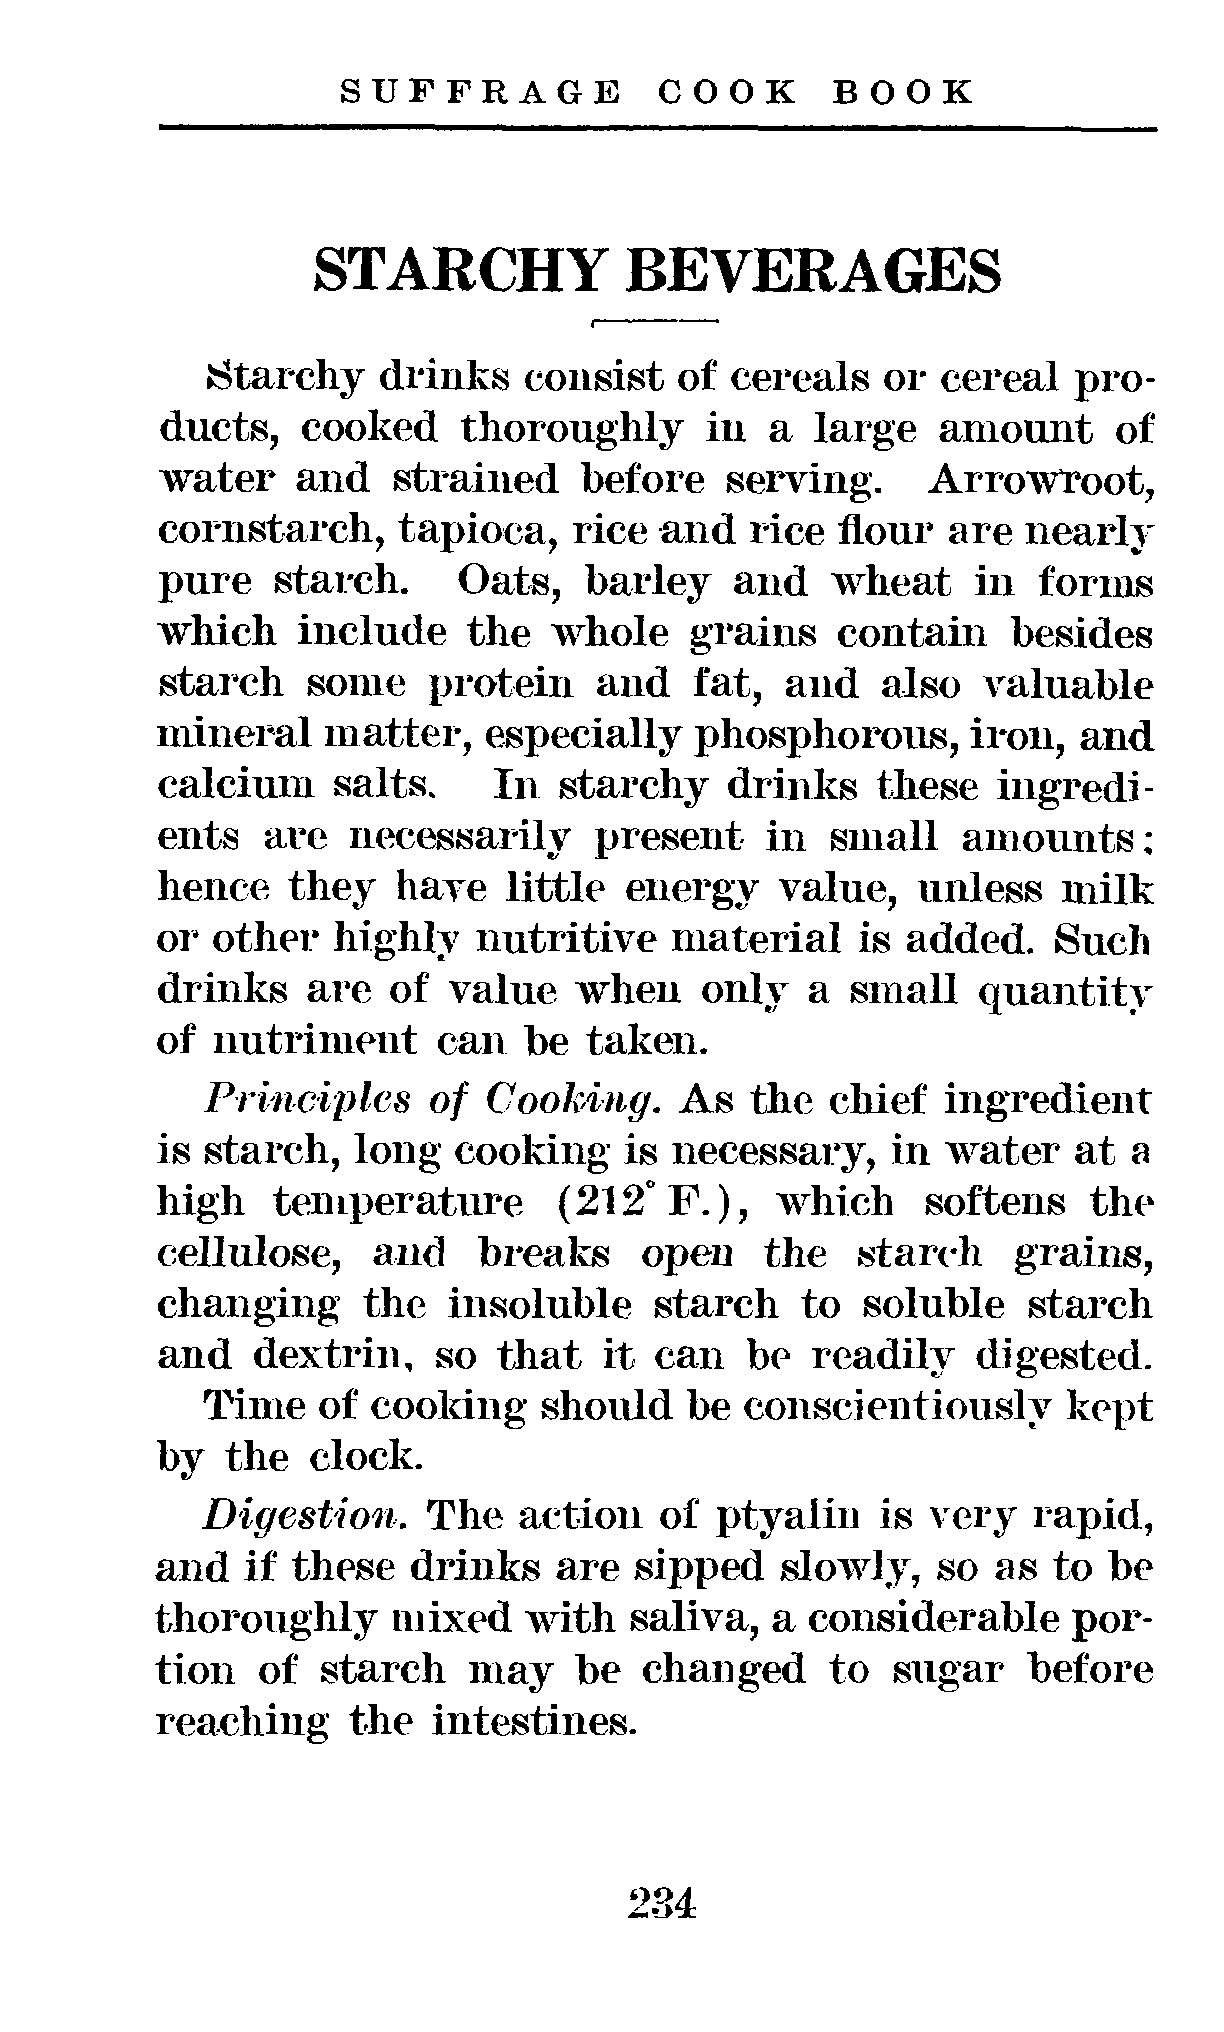 SUFFRAGE COOK BOOK
STARCHY BEVERAGES
Starchy drinks consist of cereals or cereal pro-
ducts, cooked thoroughly in a large amount of
water and strained before serving. Arrowroot,
cornstarch, tapioca, rice and rice flour are nearly
pure starch. Oats, barley and wheat in forms
which include the whole grains contain besides
starch some protein and fat, and also valuable
mineral matter, especially phosphorous, iron, and
calcium salts. In starchy drinks these ingredi-
ents are necessarily present in small amounts;
hence they have little energy value, unless milk
or other highly nutritive material is added. Such
drinks are of value when only a small quantity
of nutriment can be taken.
Principles of Cooking. As the chief ingredient
is starch, long cooking is necessary, in water at a
high temperature (212° F.), which softens the
cellulose, and breaks open the starch grains,
changing the insoluble starch to soluble starch
and dextrin, so that it can be readily digested.
Time of cooking should be conscientiously kept
by the clock.
Digestion. The action of ptyalin is very rapid,
and if these drinks are sipped slowly, so as to be
thoroughly mixed with saliva, a considerable por-
tion of starch may be changed to sugar before
reaching the intestines.
234